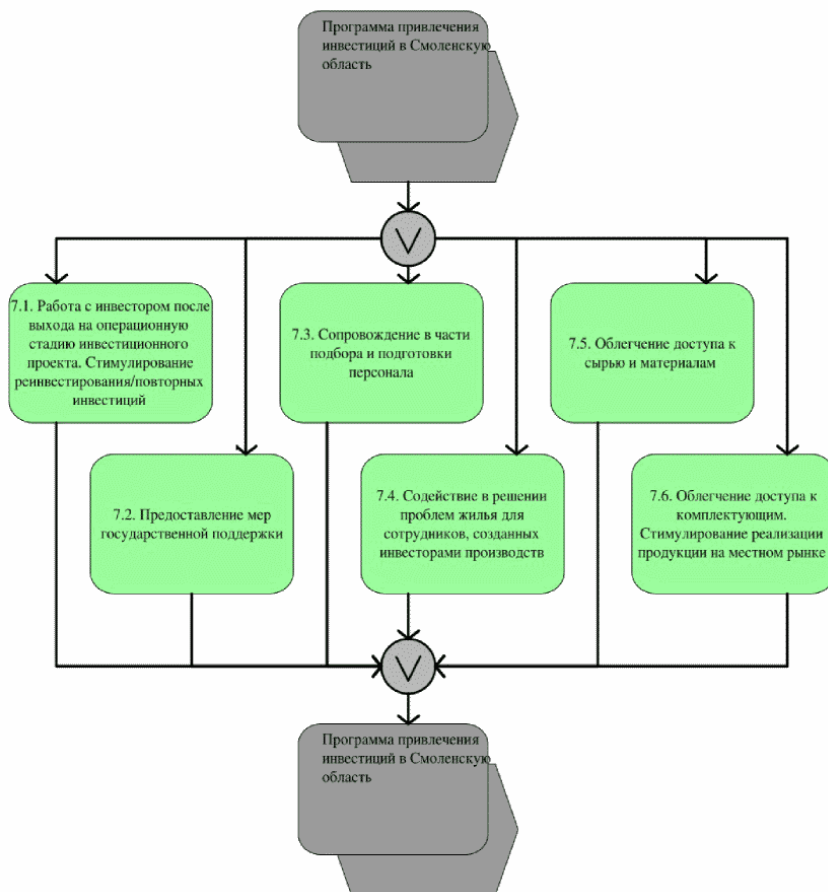 Программа привлечения
инвестиций в Смоленскую
область
7.1. Работа с инвестором после
выхода на операционную
стадию инвестиционного
проекта. Стимулирование
реинвестирования/повторных
инвестиций
7.3. Сопровождение в части
подбора и подготовки
персонала
7.5. Облегчение доступа к
сырью и материалам
7.2. Предоставление мер
государственной поддержки
7.4. Содействие в решении
проблем жилья для
сотрудников, созданных
инвесторами производств
7.6. Облегчение доступа к
комплектующим.
Стимулирование реализации
продукции на местном рынке
Программа привлечения
инвестиций в Смоленскую
область